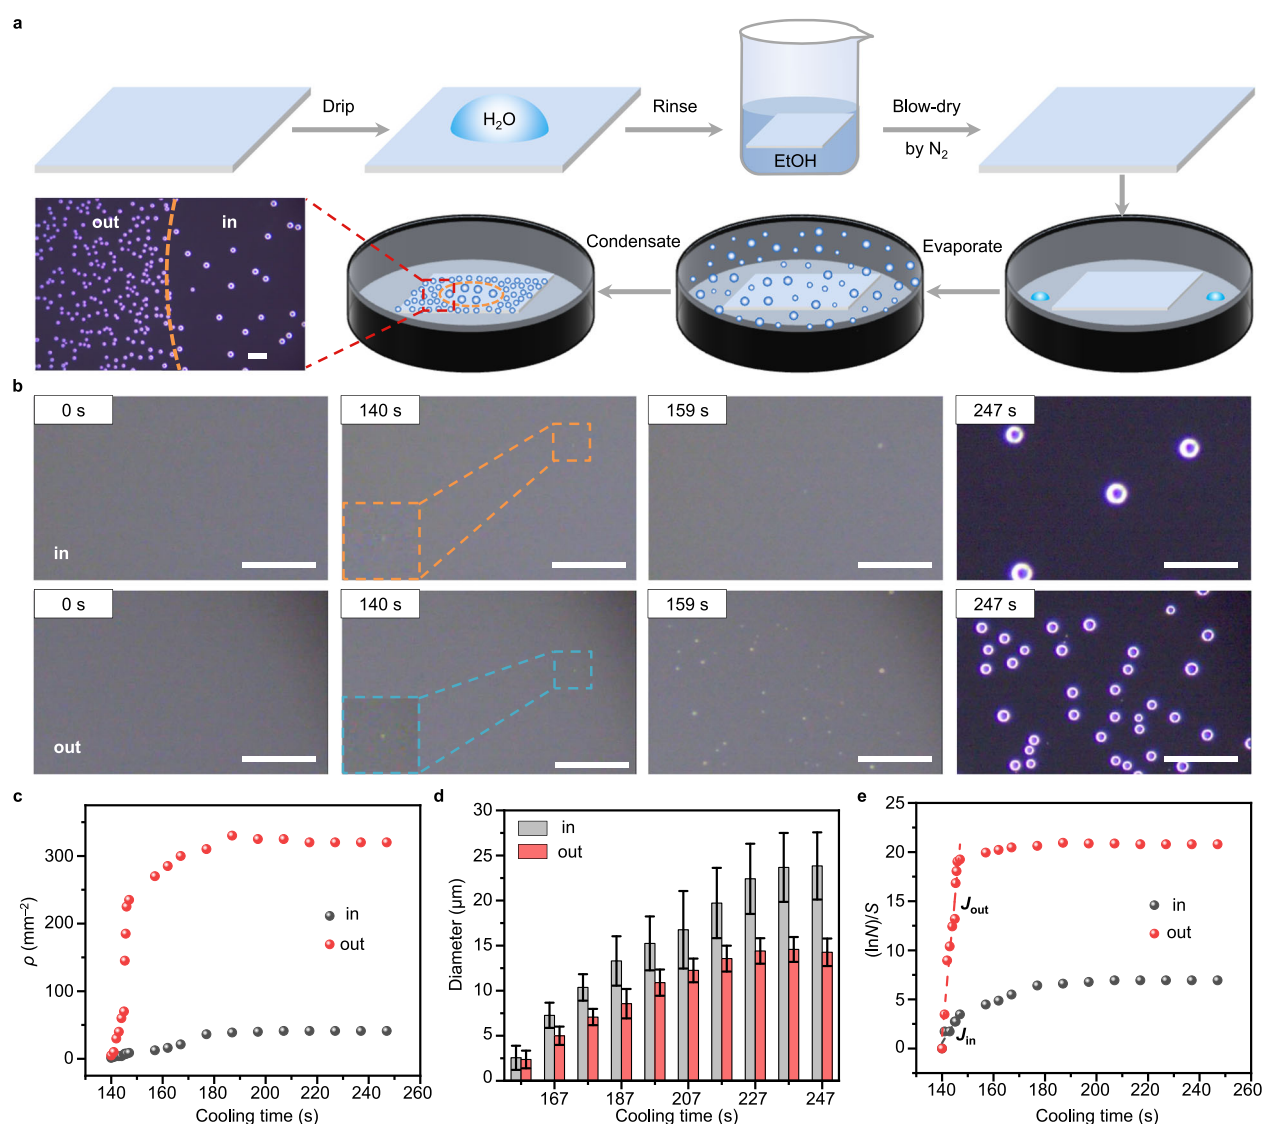 a
Drip
H₂O
Rinse
EtOH
Blow-dry
by N₂
out
in
Condensate
Evaporate
b
0 s
140 s
159 s
247 s
in
0 s
140 s
159 s
247 s
out
c
ρ (mm⁻²)
300
200
100
0
in
out
140 160 180 200 220 240 260
Cooling time (s)
d
Diameter (μm)
30
25
20
15
10
5
0
in
out
167 187 207 227 247
Cooling time (s)
e
(lnN)/S
25
20
15
10
5
0
J out
J in
in
out
140 160 180 200 220 240 260
Cooling time (s)